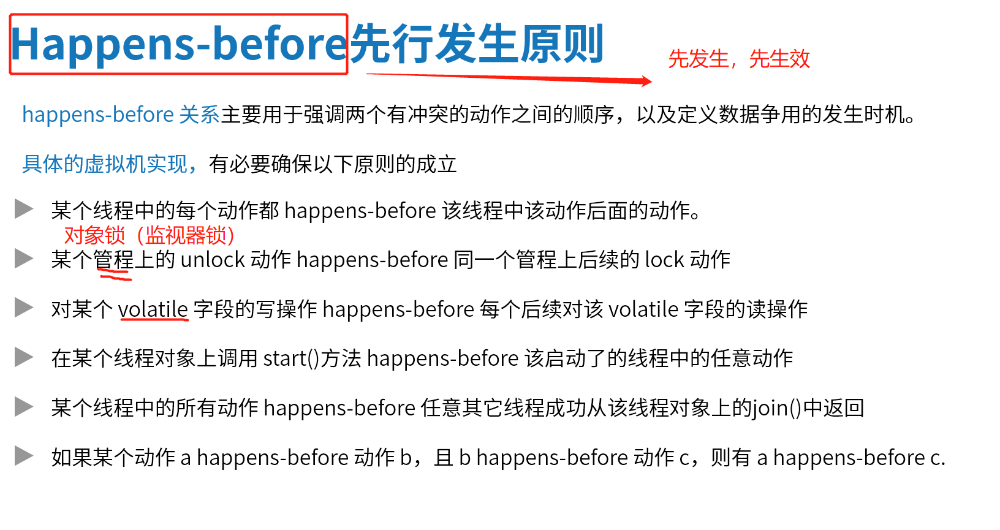 Happens-before先行发生原则
先发生，先生效
happens-before 关系主要用于强调两个有冲突的动作之间的顺序，以及定义数据争用的发生时机。
具体的虚拟机实现，有必要确保以下原则的成立
某个线程中的每个动作都 happens-before 该线程中该动作后面的动作。
对象锁（监视器锁）
某个管程上的 unlock 动作 happens-before 同一个管程上后续的 lock 动作
对某个 volatile 字段的写操作 happens-before 每个后续对该 volatile 字段的读操作
在某个线程对象上调用 start()方法 happens-before 该启动了的线程中的任意动作
某个线程中的所有动作 happens-before 任意其它线程成功从该线程对象上的join()中返回
如果某个动作 a happens-before 动作 b，且 b happens-before 动作 c，则有 a happens-before c.